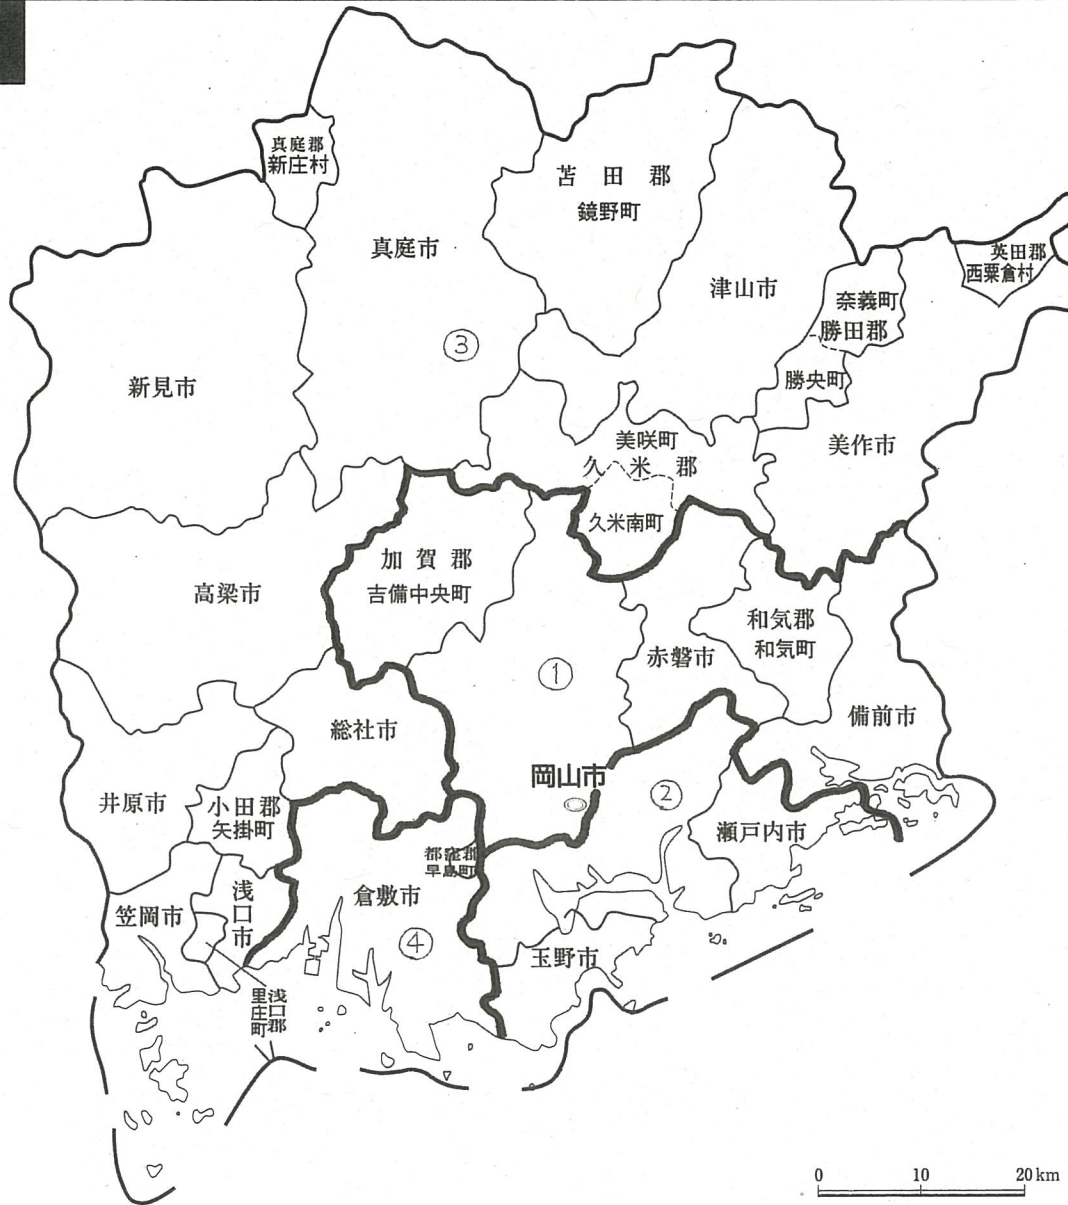 真庭郡
新庄村
苫田郡
鏡野町
真庭市
津山市
英田郡
西粟倉村
奈義町
勝田郡
勝央町
③
新見市
美作市
美咲町
久米郡
久米南町
加賀郡
吉備中央町
高梁市
和気郡
和気町
赤磐市
①
備前市
総社市
岡山市
②
井原市
小田郡
矢掛町
瀬戸内市
都窪郡
早島町
倉敷市
浅口市
笠岡市
④
玉野市
浅口郡
里庄町
0 10 20km